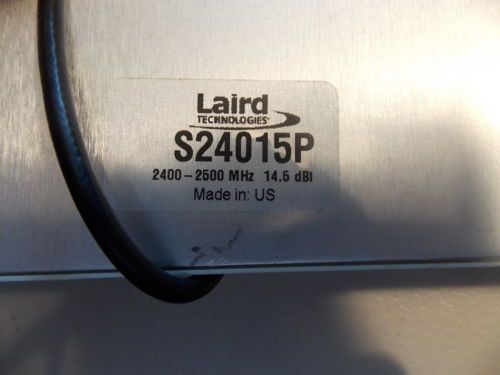 Laird
TECHNOLOGIES
S24015P
2400 – 2500 MHz 14.5 dBI
Made in: US